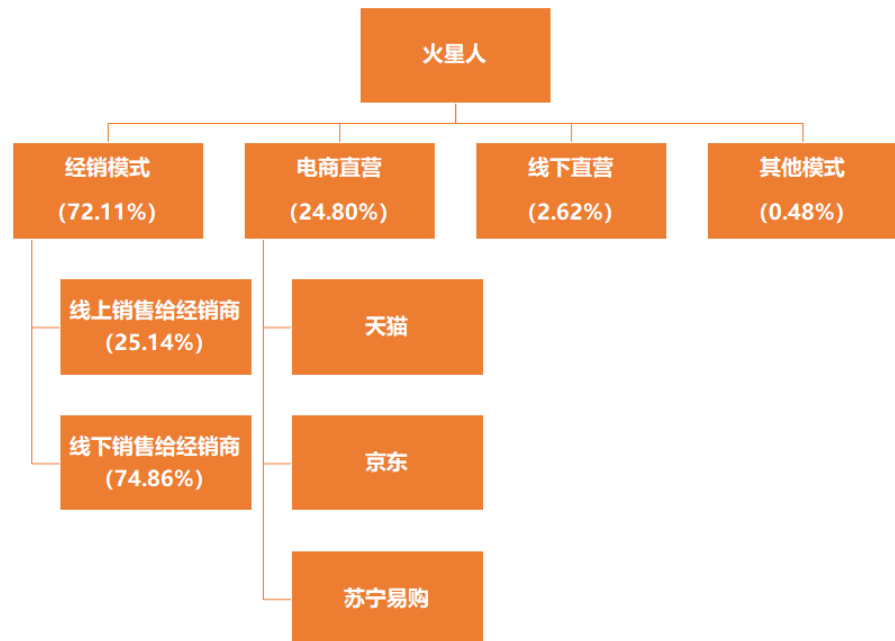 火星人
经销模式
（72.11%）
电商直营
（24.80%）
线下直营
（2.62%）
其他模式
（0.48%）
线上销售给经销商
（25.14%）
线下销售给经销商
（74.86%）
天猫
京东
苏宁易购